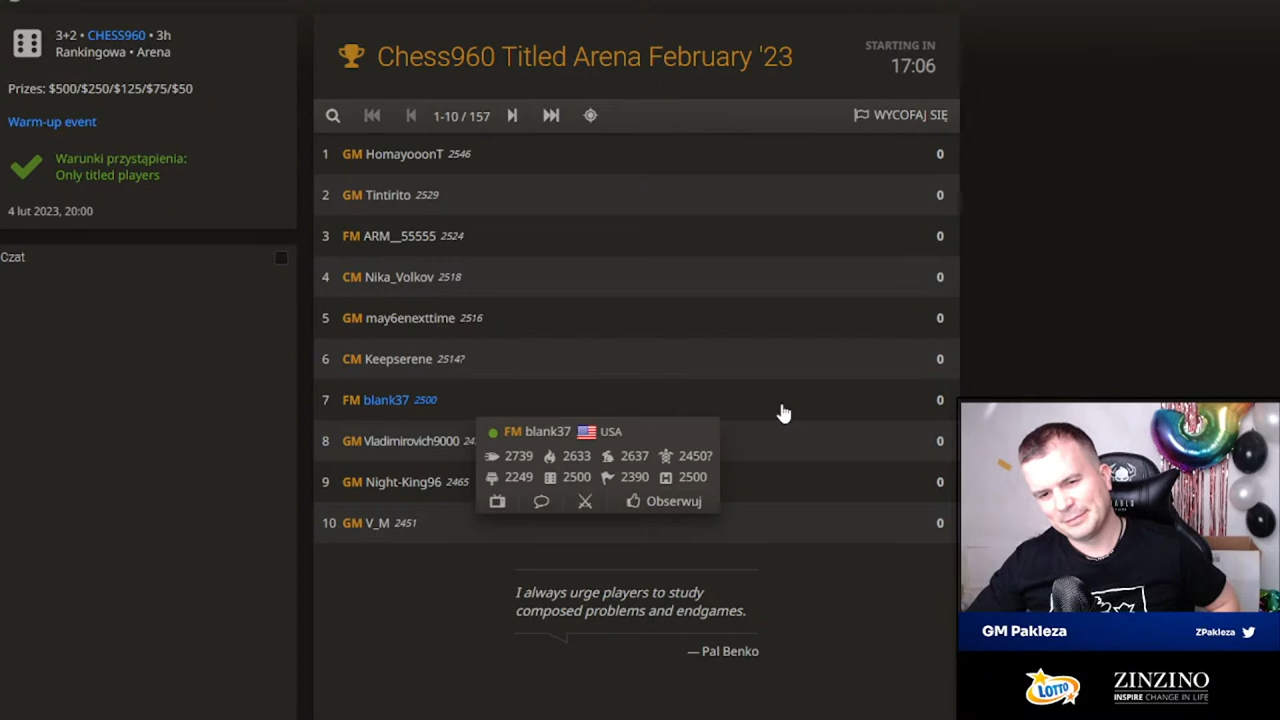 3+2 • CHESS960 • 3h
Rankingowa • Arena
Prizes: $500/$250/$125/$75/$50
Warm-up event
Warunki przystąpienia:
Only titled players
4 lut 2023, 20:00
Czat
Chess960 Titled Arena February '23
STARTING IN
17:06
1-10 / 157
WYCOFAJ SIĘ
1 GM HomayooonT 2546 0
2 GM Tintirito 2529 0
3 FM ARM__55555 2524 0
4 CM Nika_Volkov 2518 0
5 GM may6enexttime 2516 0
6 CM Keepserene 2514? 0
7 FM blank37 2500 0
8 GM Vladimirovich9000 0
9 GM Night-King96 2465 0
10 GM V_M 2451 0
FM blank37 USA
2739 2633 2637 2450?
2249 2500 2390 2500
Obserwuj
I always urge players to study
composed problems and endgames.
— Pal Benko
GM Pakleza
ZPakleza
LOTTO
ZINZINO
INSPIRE CHANGE IN LIFE